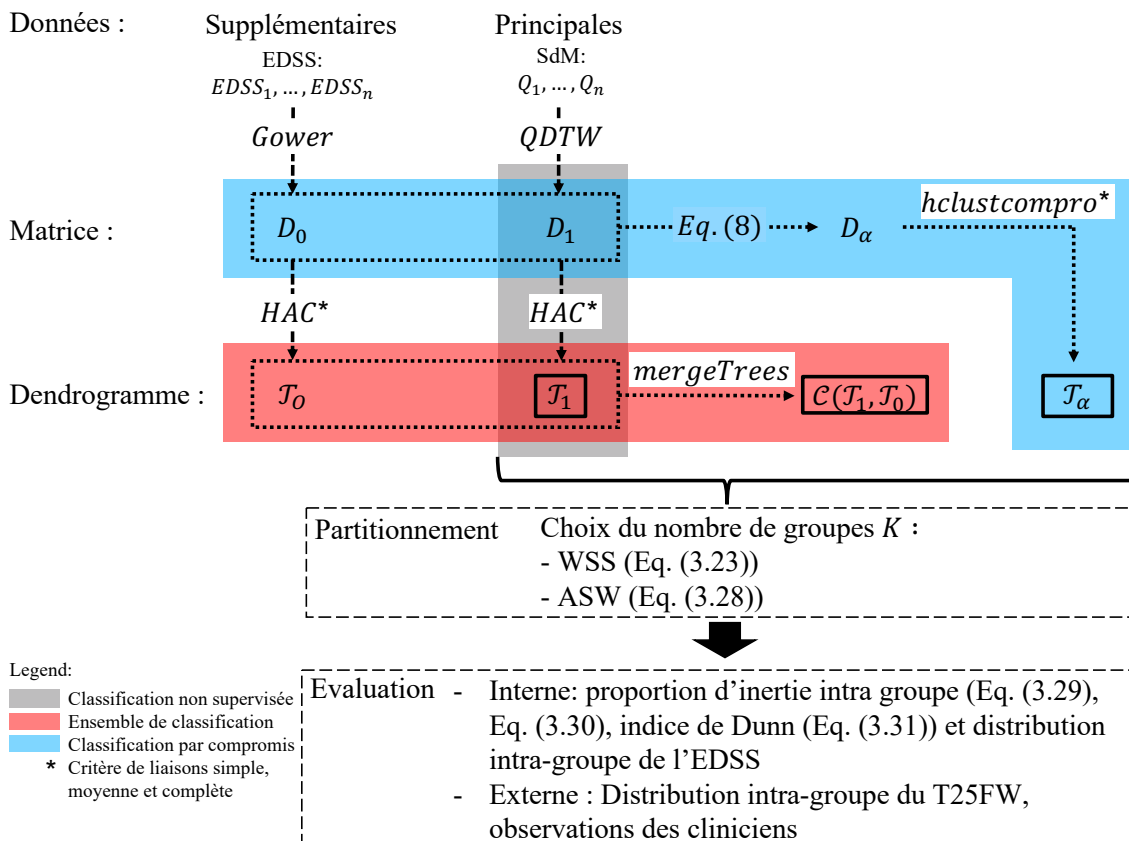 Données : Supplémentaires Principales
EDSS: SdM:
𝐸𝐷𝑆𝑆₁, … , 𝐸𝐷𝑆𝑆ₙ 𝑄₁, … , 𝑄ₙ
Gower QDTW
hclustcompro*
Matrice : D₀ D₁ Eq. (8) D_α
HAC* HAC*
mergeTrees
Dendrogramme : 𝒯_O 𝒯₁ 𝒞(𝒯₁, 𝒯₀) 𝒯_α
Partitionnement Choix du nombre de groupes K :
- WSS (Eq. (3.23))
- ASW (Eq. (3.28))
Legend:
Classification non supervisée
Ensemble de classification
Classification par compromis
* Critère de liaisons simple,
moyenne et complète
Evaluation - Interne: proportion d’inertie intra groupe (Eq. (3.29),
Eq. (3.30), indice de Dunn (Eq. (3.31)) et distribution
intra-groupe de l’EDSS
- Externe : Distribution intra-groupe du T25FW,
observations des cliniciens